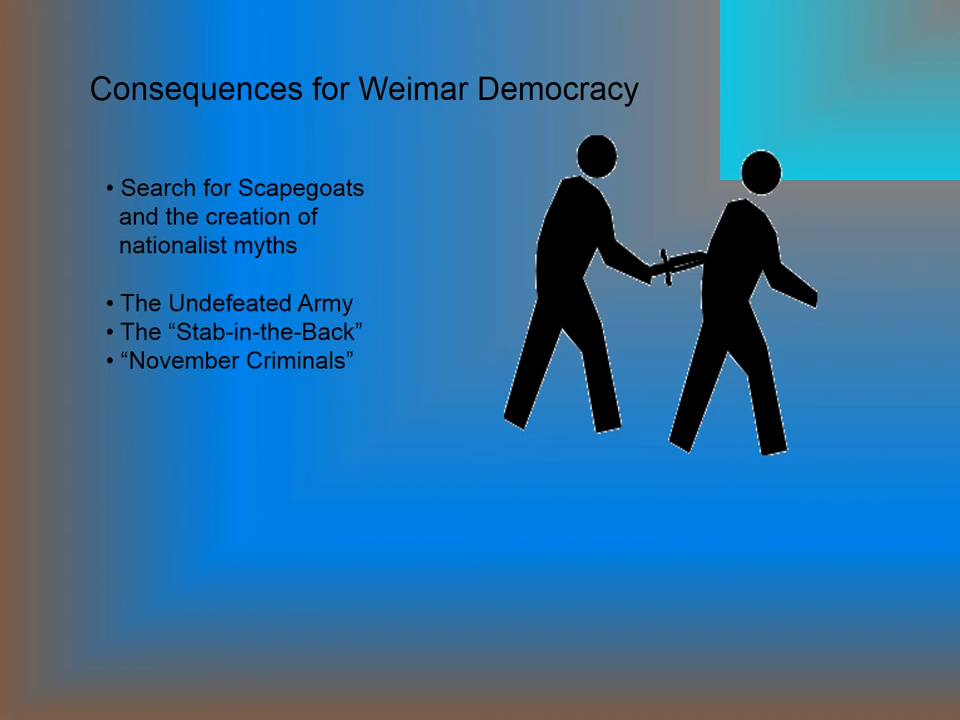 Consequences for Weimar Democracy
• Search for Scapegoats
and the creation of
nationalist myths
• The Undefeated Army
• The “Stab-in-the-Back”
• “November Criminals”